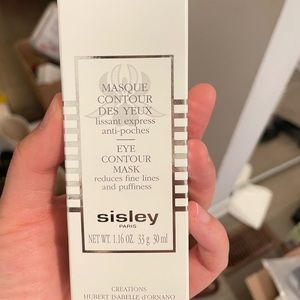 MASQUE
CONTOUR
DES YEUX
lissant express
anti-poches
EYE
CONTOUR
MASK
reduces fine lines
and puffiness
sisley
PARIS
NET WT. 1.16 OZ. 33 g 30 ml
CREATIONS
HUBERT ISABELLE d'ORNANO